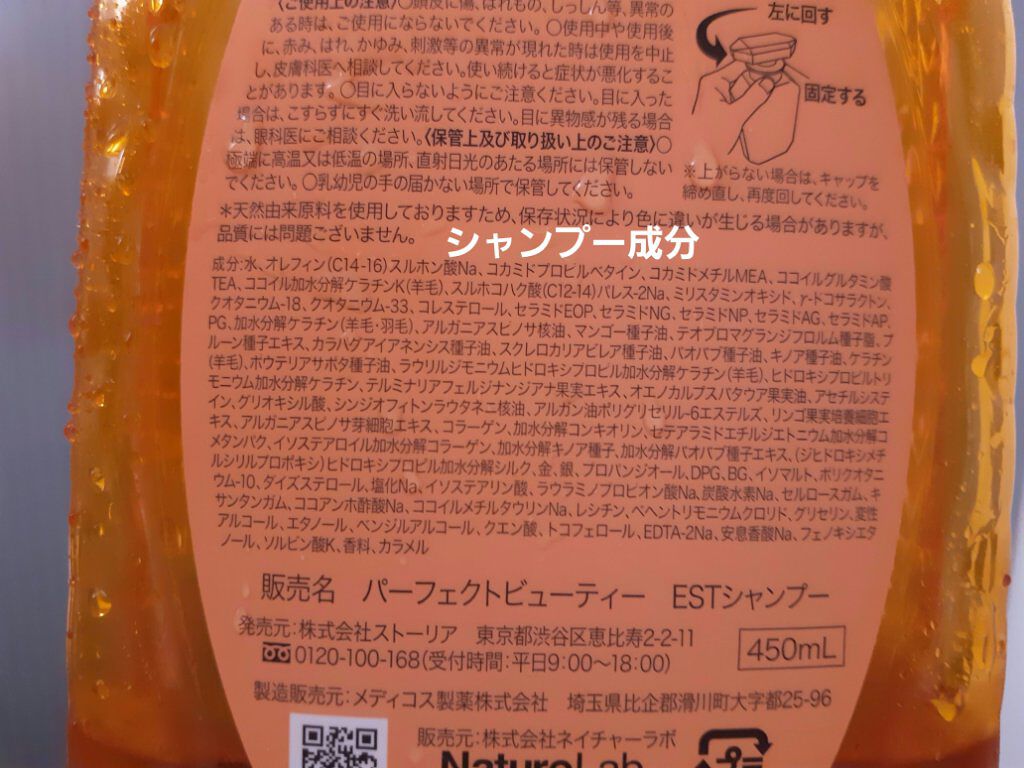 〈ご使用上の注意〉〇頭皮に傷、はれもの、しっしん等、異常の
ある時は、ご使用にならないでください。〇使用中や使用後
に、赤み、はれ、かゆみ、刺激等の異常が現れた時は使用を中止
し、皮膚科医へ相談してください。使い続けると症状が悪化するこ
とがあります。〇目に入らないようにご注意ください。目に入った
場合は、こすらずにすぐ洗い流してください。目に異物感が残る場合
は、眼科医にご相談ください。〈保管上及び取り扱い上のご注意〉〇
極端に高温又は低温の場所、直射日光のあたる場所には保管しない
でください。〇乳幼児の手の届かない場所で保管してください。
左に回す
固定する
※上がらない場合は、キャップを
締め直し、再度回してください。
＊天然由来原料を使用しておりますため、保存状況により色に違いが生じる場合がありますが、
品質には問題ございません。
シャンプー成分
成分:水、オレフィン(C14-16)スルホン酸Na、コカミドプロピルベタイン、コカミドメチルMEA、ココイルグルタミン酸
TEA、ココイル加水分解ケラチンK(羊毛)、スルホコハク酸(C12-14)パレス-2Na、ミリスタミンオキシド、γ-ドコサラクトン、
クオタニウム-18、クオタニウム-33、コレステロール、セラミドEOP、セラミドNG、セラミドNP、セラミドAG、セラミドAP、
PG、加水分解ケラチン(羊毛・羽毛)、アルガニアスピノサ核油、マンゴー種子油、テオブロマグランジフロルム種子脂、プ
ルーン種子エキス、カラハグアイアネンシス種子油、スクレロカリアビレア種子油、バオバブ種子油、キノア種子油、ケラチン
(羊毛)、ポウテリアサポタ種子油、ラウリルジモニウムヒドロキシプロピル加水分解ケラチン(羊毛)、ヒドロキシプロピルトリ
モニウム加水分解ケラチン、テルミナリアフェルジナンジアナ果実エキス、オエノカルプスバタウア果実油、アセチルシステ
イン、グリオキシル酸、シンジオフィトンラウタネニ核油、アルガン油ポリグリセリル-6エステルズ、リンゴ果実培養細胞エ
キス、アルガニアスピノサ芽細胞エキス、コラーゲン、加水分解コンキオリン、セテアラミドエチルジエトニウム加水分解コ
メタンパク、イソステアロイル加水分解コラーゲン、加水分解キノア種子、加水分解バオバブ種子エキス、(ジヒドロキシメチ
ルシリルプロポキシ)ヒドロキシプロピル加水分解シルク、金、銀、プロパンジオール、DPG、BG、イソマルト、ポリクオタニ
ウム-10、ダイズステロール、塩化Na、イソステアリン酸、ラウラミノプロピオン酸Na、炭酸水素Na、セルロースガム、キ
サンタンガム、ココアンホ酢酸Na、ココイルメチルタウリンNa、レシチン、ベヘントリモニウムクロリド、グリセリン、変性
アルコール、エタノール、ベンジルアルコール、クエン酸、トコフェロール、EDTA-2Na、安息香酸Na、フェノキシエタ
ノール、ソルビン酸K、香料、カラメル
販売名 パーフェクトビューティー ESTシャンプー
発売元:株式会社ストーリア 東京都渋谷区恵比寿2-2-11
0120-100-168(受付時間:平日9:00〜18:00)
450mL
製造販売元:メディコス製薬株式会社 埼玉県比企郡滑川町大字都25-96
販売元:株式会社ネイチャーラボ
NatureLab
プ